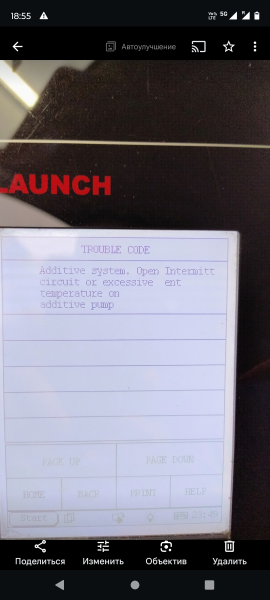 18:55
5G
Автоулучшение
LAUNCH
TROUBLE CODE
Additive system. Open Intermitt
circuit or excessive ent
temperature on
additive pump
PAGE UP PAGE DOWN
HOME BACK PRINT HELP
Start
Поделиться Изменить Объектив Удалить